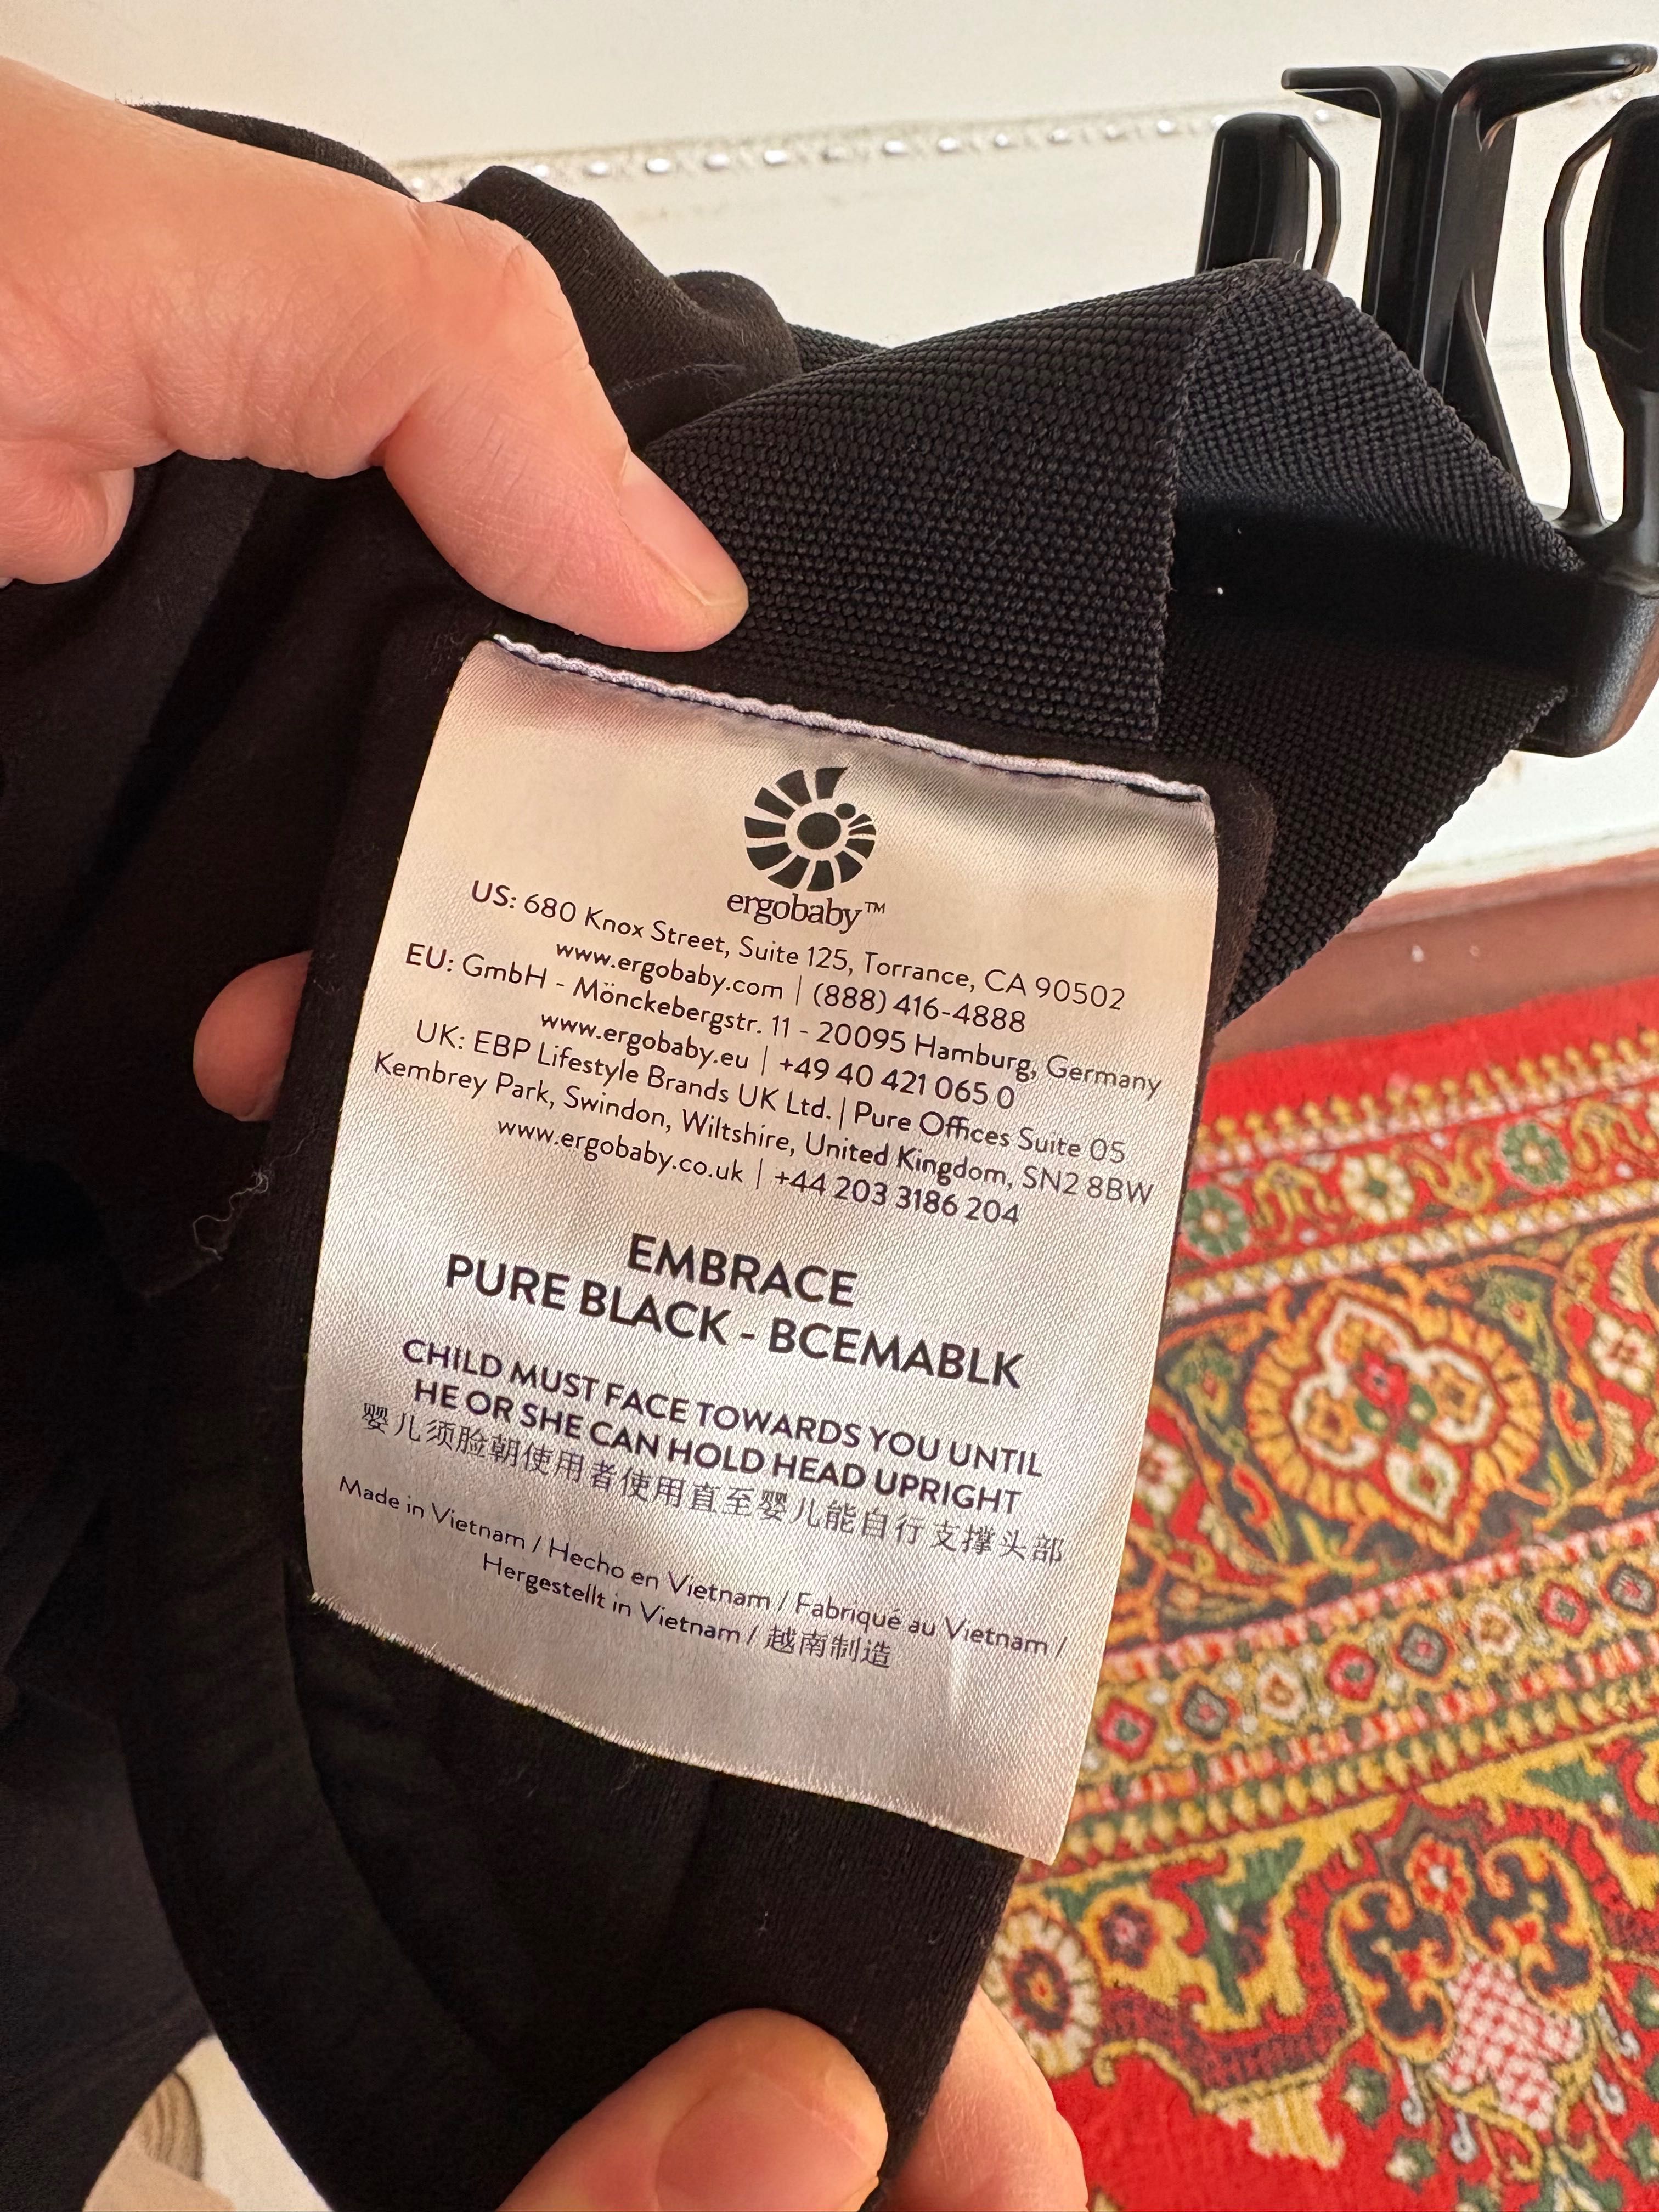 ergobaby™
US: 680 Knox Street, Suite 125, Torrance, CA 90502
www.ergobaby.com | (888) 416-4888
EU: GmbH - Mönckebergstr. 11 - 20095 Hamburg, Germany
www.ergobaby.eu | +49 40 421 065 0
UK: EBP Lifestyle Brands UK Ltd. | Pure Offices Suite 05
Kembrey Park, Swindon, Wiltshire, United Kingdom, SN2 8BW
www.ergobaby.co.uk | +44 203 3186 204
EMBRACE
PURE BLACK - BCEMABLK
CHILD MUST FACE TOWARDS YOU UNTIL
HE OR SHE CAN HOLD HEAD UPRIGHT
婴儿须脸朝使用者使用直至婴儿能自行支撑头部
Made in Vietnam / Hecho en Vietnam / Fabriqué au Vietnam /
Hergestellt in Vietnam / 越南制造